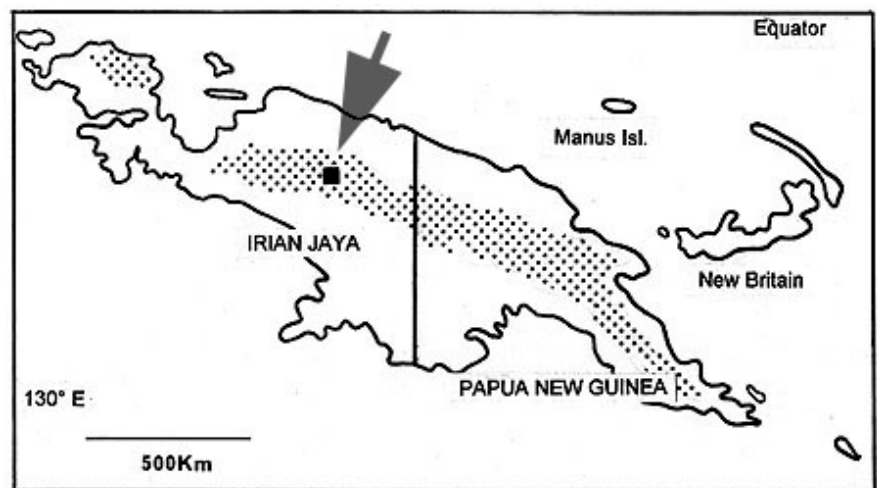 Equator
Manus Isl.
IRIAN JAYA
New Britain
PAPUA NEW GUINEA
130° E
500Km